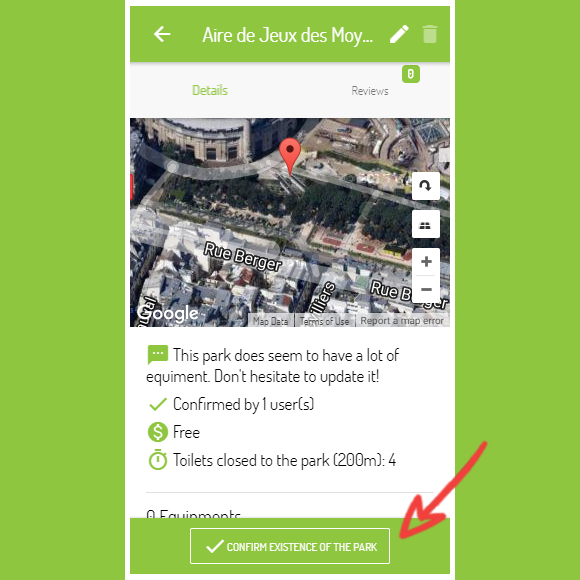 Aire de Jeux des Moy...
0
Details
Reviews
Rue Berger
Rue B
Google
Map Data
Terms of Use
Report a map error
This park does seem to have a lot of
equiment. Don't hesitate to update it!
Confirmed by 1 user(s)
Free
Toilets closed to the park (200m): 4
0 Equipments
CONFIRM EXISTENCE OF THE PARK